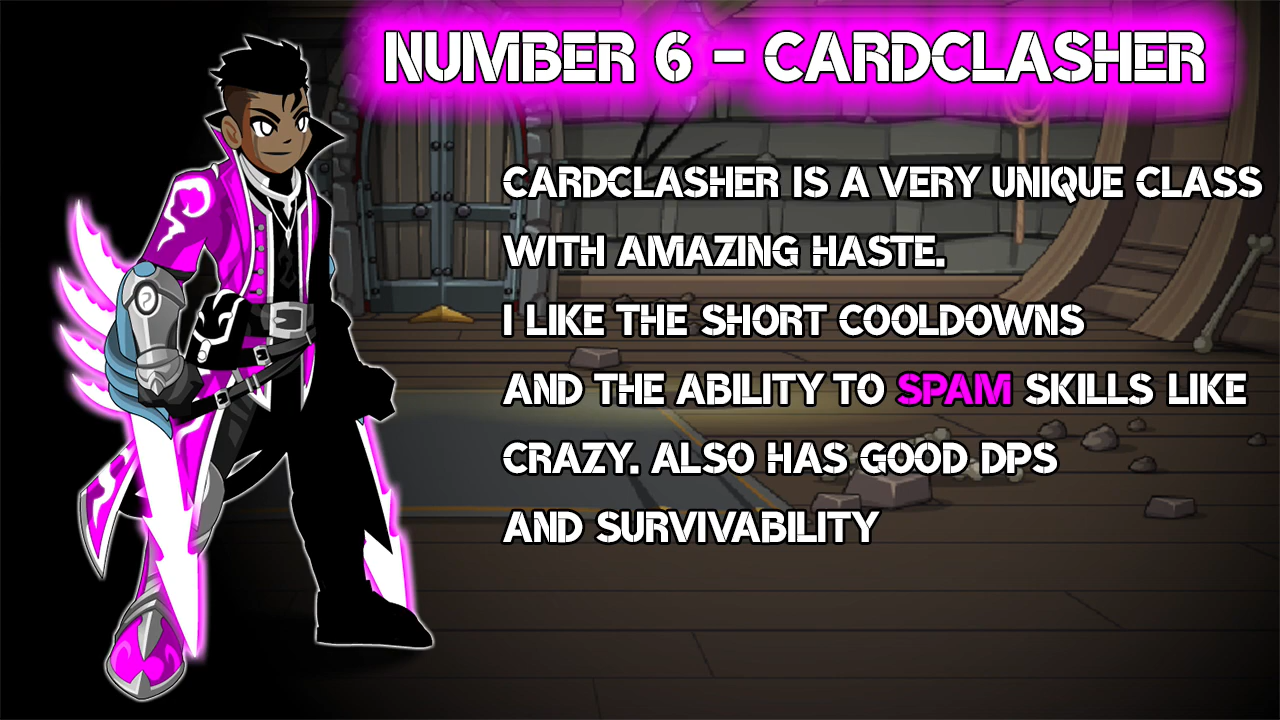 NUMBER 6 - CARDCLASHER
CARDCLASHER IS A VERY UNIQUE CLASS
WITH AMAZING HASTE.
I LIKE THE SHORT COOLDOWNS
AND THE ABILITY TO SPAM SKILLS LIKE
CRAZY. ALSO HAS GOOD DPS
AND SURVIVABILITY